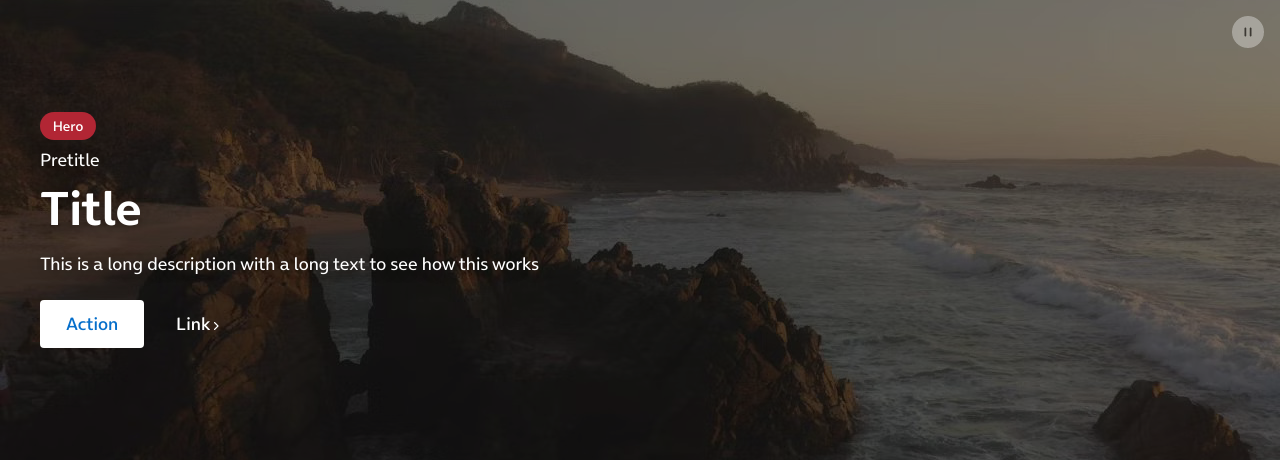 Hero
Pretitle
Title
This is a long description with a long text to see how this works
Action
Link